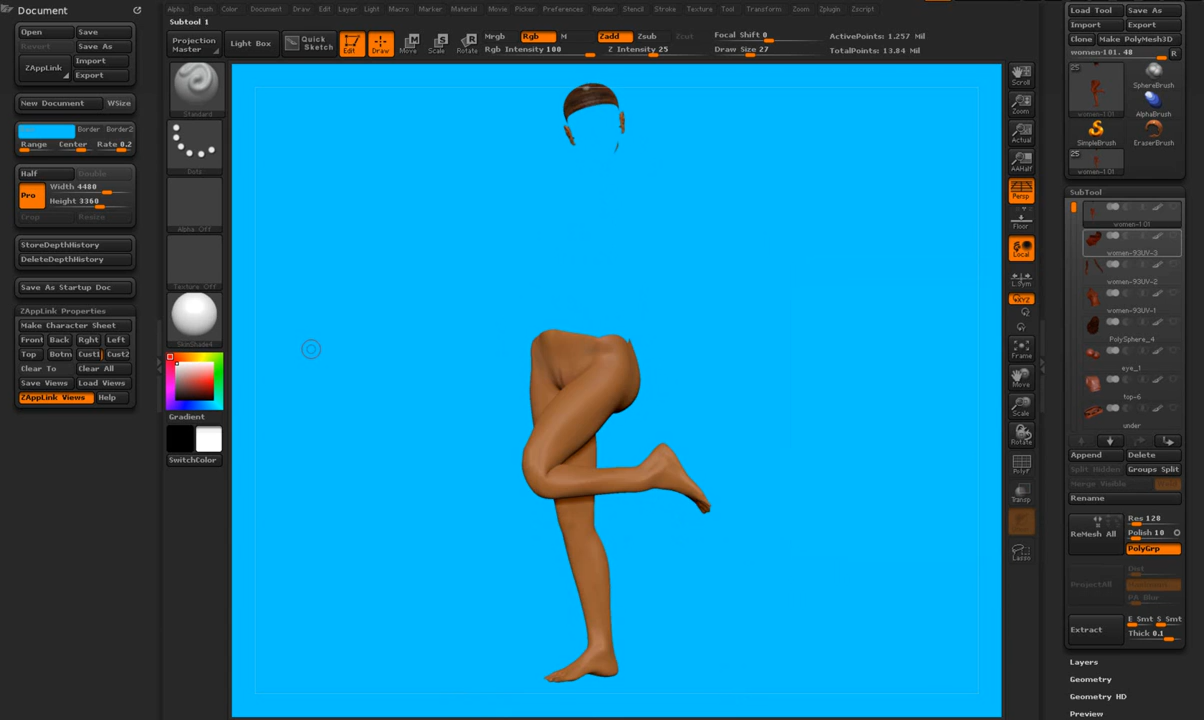 Document
Alpha Brush Color Document Draw Edit Layer Light Macro Marker Material Movie Picker Preferences Render Stencil Stroke Texture Tool Transform Zoom Zplugin Zscript
Subtool 1
Open Save
Revert Save As
ZAppLink Import
Export
New Document WSize
Border Border2
Range Center Rate 0.2
Half Double
Pro Width 4480
Height 3360
Crop Resize
StoreDepthHistory
DeleteDepthHistory
Save As Startup Doc
ZAppLink Properties
Make Character Sheet
Front Back Rght Left
Top Botm Cust1 Cust2
Clear To Clear All
Save Views Load Views
ZAppLink Views Help
Projection Master
Light Box
Quick Sketch
Edit Draw Move Scale Rotate
Mrgb Rgb M
Rgb Intensity 100
Zadd Zsub Zcut
Z Intensity 25
Focal Shift 0
Draw Size 27
ActivePoints: 1.257 Mil
TotalPoints: 13.84 Mil
Standard
Dots
Alpha Off
Texture Off
SkinShade4
Gradient
SwitchColor
Scroll
Zoom
Actual
AAHalf
Persp
Floor
Local
L.Sym
XYZ
Frame
Move
Scale
Rotate
PolyF
Transp
Lasso
Load Tool Save As
Import Export
Clone Make PolyMesh3D
women-101. 48 R
25
women-101
SphereBrush
AlphaBrush
SimpleBrush
EraserBrush
25
women-101
SubTool
women-101
women-93UV-3
women-93UV-2
women-93UV-1
PolySphere_4
eye_1
top-6
under
Append Delete
Split Hidden Groups Split
Merge Visible Weld
Rename
ReMesh All Res 128
Polish 10
PolyGrp
ProjectAll Dist
PA Blur
Extract E Smt S Smt
Thick 0.1
Layers
Geometry
Geometry HD
Preview